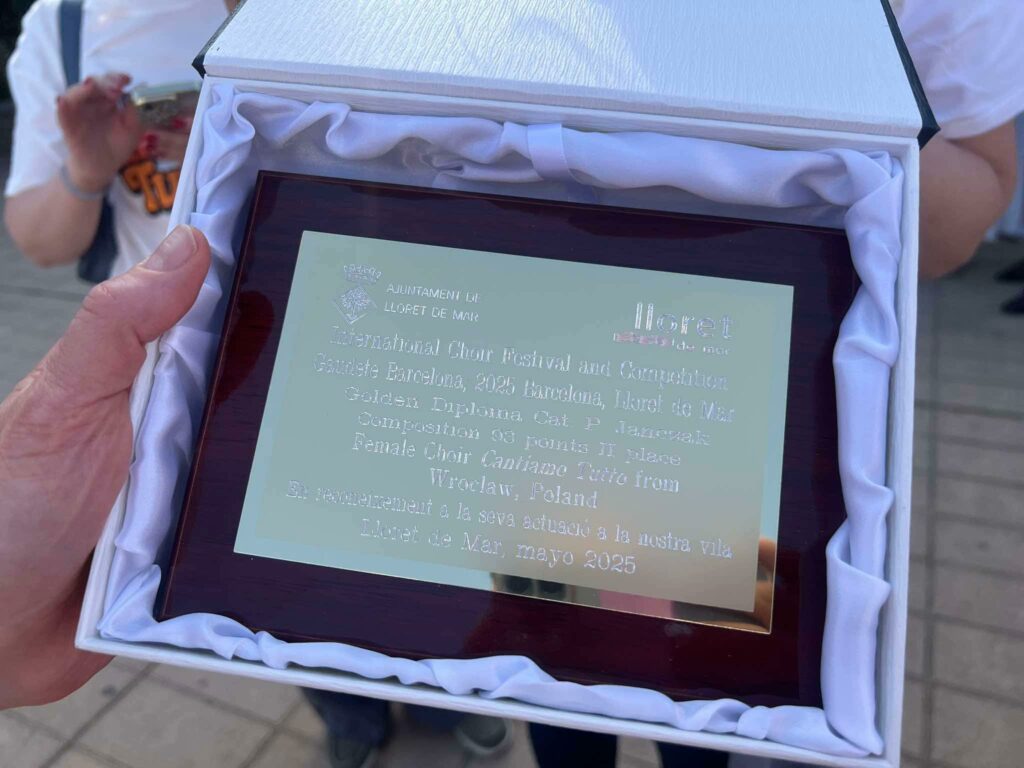 AJUNTAMENT DE
LLORET DE MAR
lloret
de mar
International Choir Festival and Competition
Gaudete Barcelona, 2025 Barcelona, Lloret de Mar
Golden Diploma Cat. P. Janczak
Composition 93 points II place
Female Choir Cantiamo Tutto from
Wroclaw, Poland
En reconeixement a la seva actuació a la nostra vila
Lloret de Mar, mayo 2025
Tu